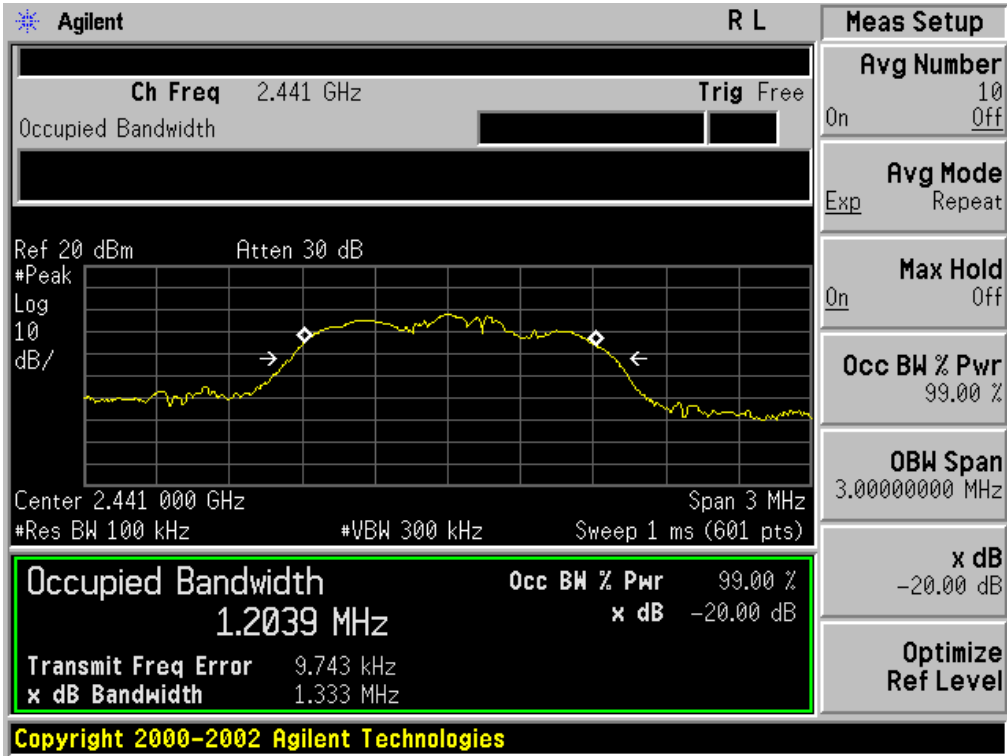 Agilent R L Meas Setup
Ch Freq 2.441 GHz Trig Free
Occupied Bandwidth
Ref 20 dBm Atten 30 dB
#Peak
Log
10
dB/
Center 2.441 000 GHz Span 3 MHz
#Res BW 100 kHz #VBW 300 kHz Sweep 1 ms (601 pts)
Occupied Bandwidth Occ BW % Pwr 99.00 %
1.2039 MHz x dB -20.00 dB
Transmit Freq Error 9.743 kHz
x dB Bandwidth 1.333 MHz
Avg Number
10
On Off
Avg Mode
Exp Repeat
Max Hold
On Off
Occ BW % Pwr
99.00 %
OBW Span
3.00000000 MHz
x dB
-20.00 dB
Optimize
Ref Level
Copyright 2000-2002 Agilent Technologies